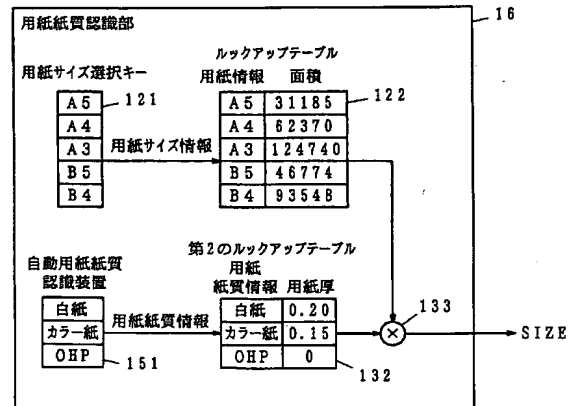 用紙紙質認識部
16
ルックアップテーブル
用紙サイズ選択キー
用紙情報 面積
A5
A4
A3
B5
B4
121
用紙サイズ情報
A5 31185
A4 62370
A3 124740
B5 46774
B4 93548
122
第2のルックアップテーブル
自動用紙紙質
認識装置
用紙
紙質情報 用紙厚
白紙
カラー紙
OHP
151
用紙紙質情報
白紙 0.20
カラー紙 0.15
OHP 0
132
×
133
SIZE